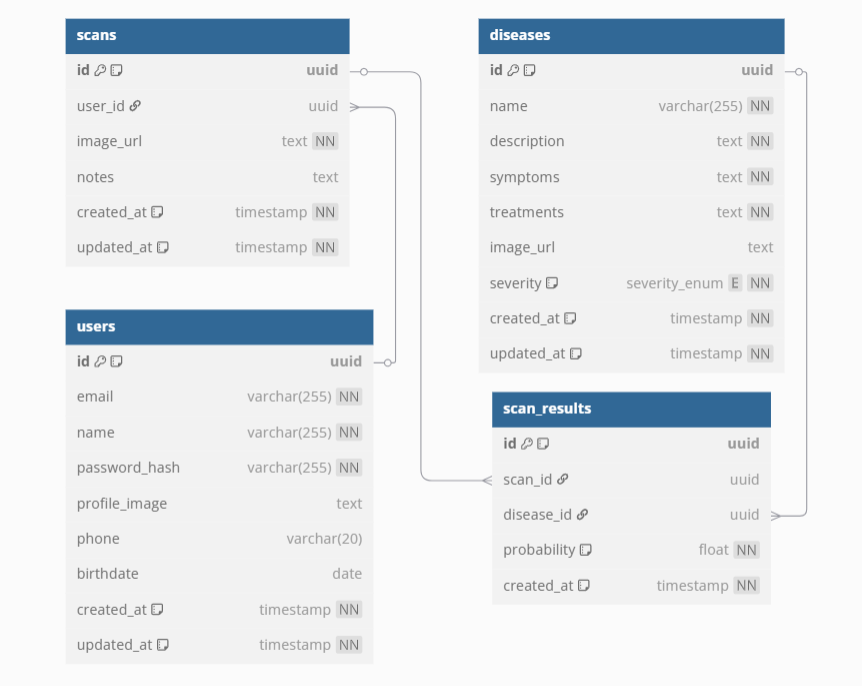 scans
id uuid
user_id uuid
image_url text NN
notes text
created_at timestamp NN
updated_at timestamp NN
users
id uuid
email varchar(255) NN
name varchar(255) NN
password_hash varchar(255) NN
profile_image text
phone varchar(20)
birthdate date
created_at timestamp NN
updated_at timestamp NN
diseases
id uuid
name varchar(255) NN
description text NN
symptoms text NN
treatments text NN
image_url text
severity severity_enum E NN
created_at timestamp NN
updated_at timestamp NN
scan_results
id uuid
scan_id uuid
disease_id uuid
probability float NN
created_at timestamp NN